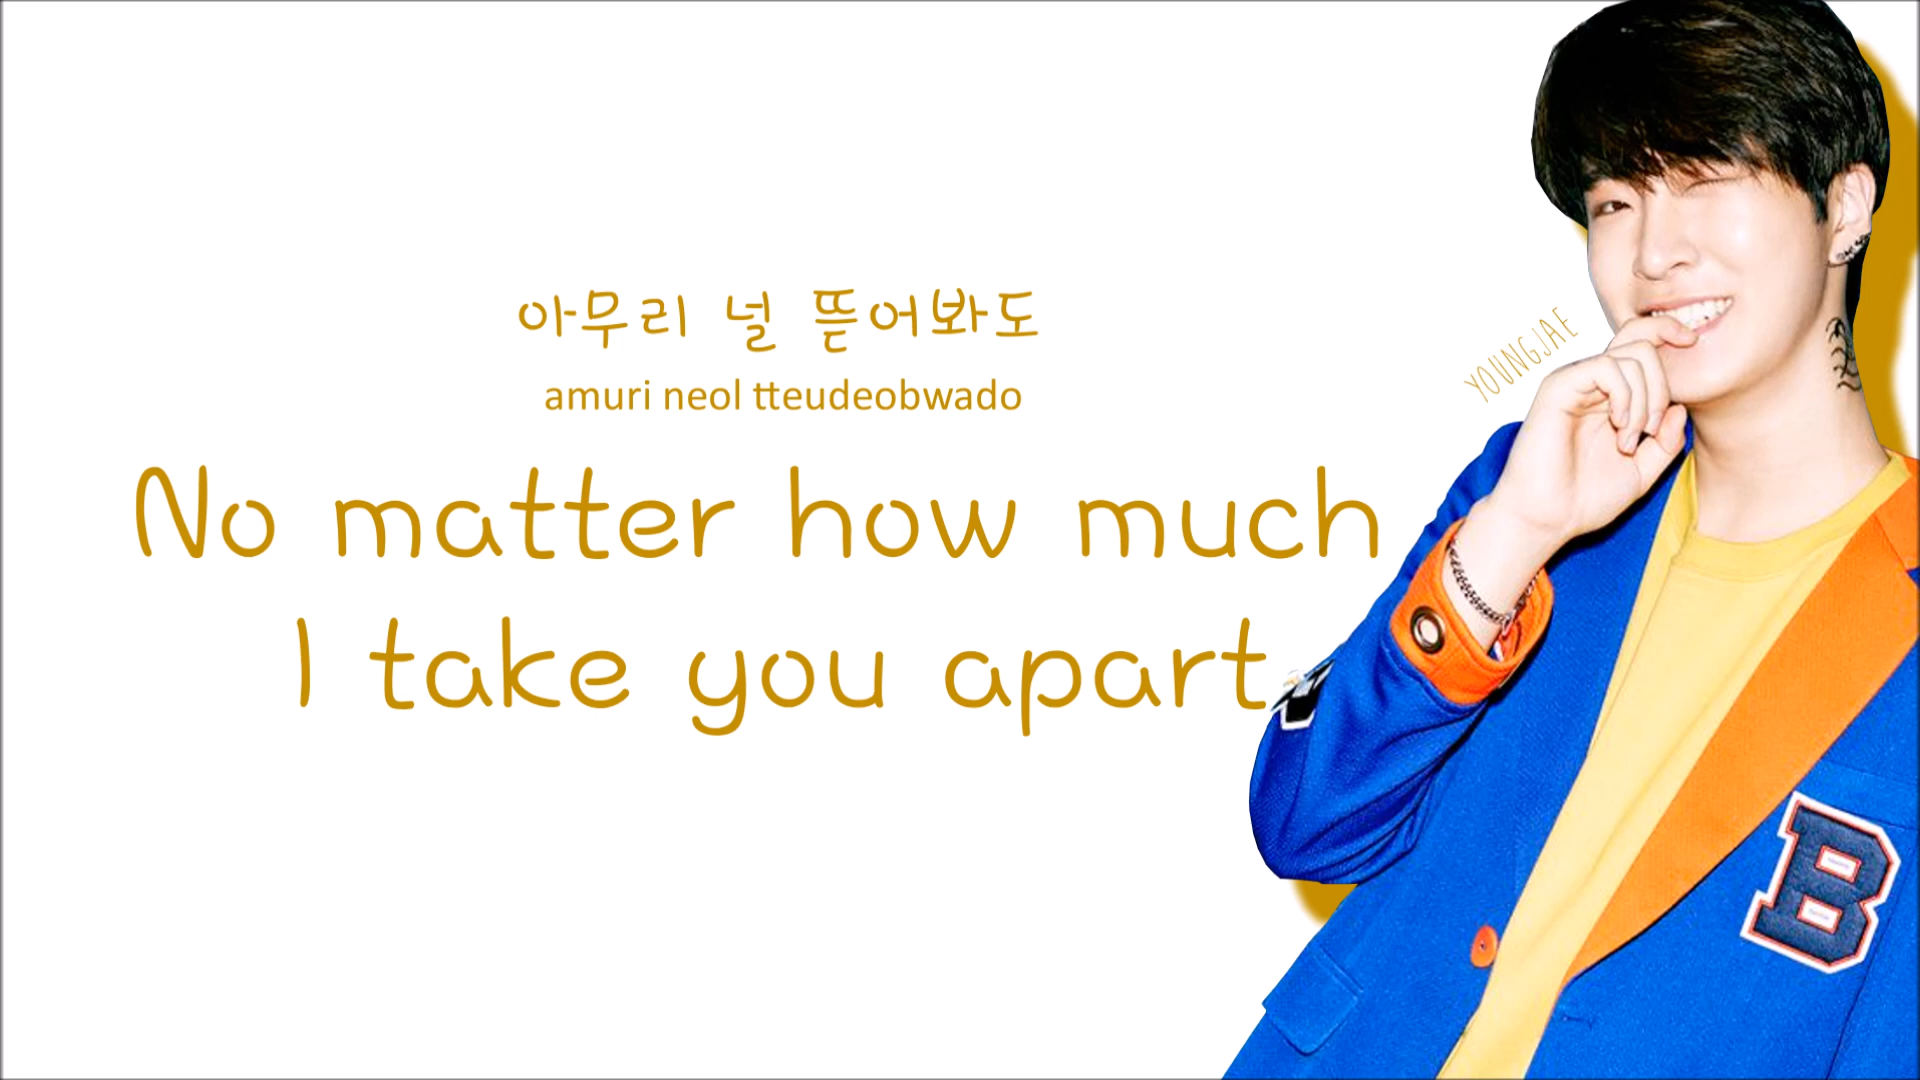 아무리 널 뜯어봐도
amuri neol tteudeobwado
No matter how much
I take you apart
YOUNGJAE
B